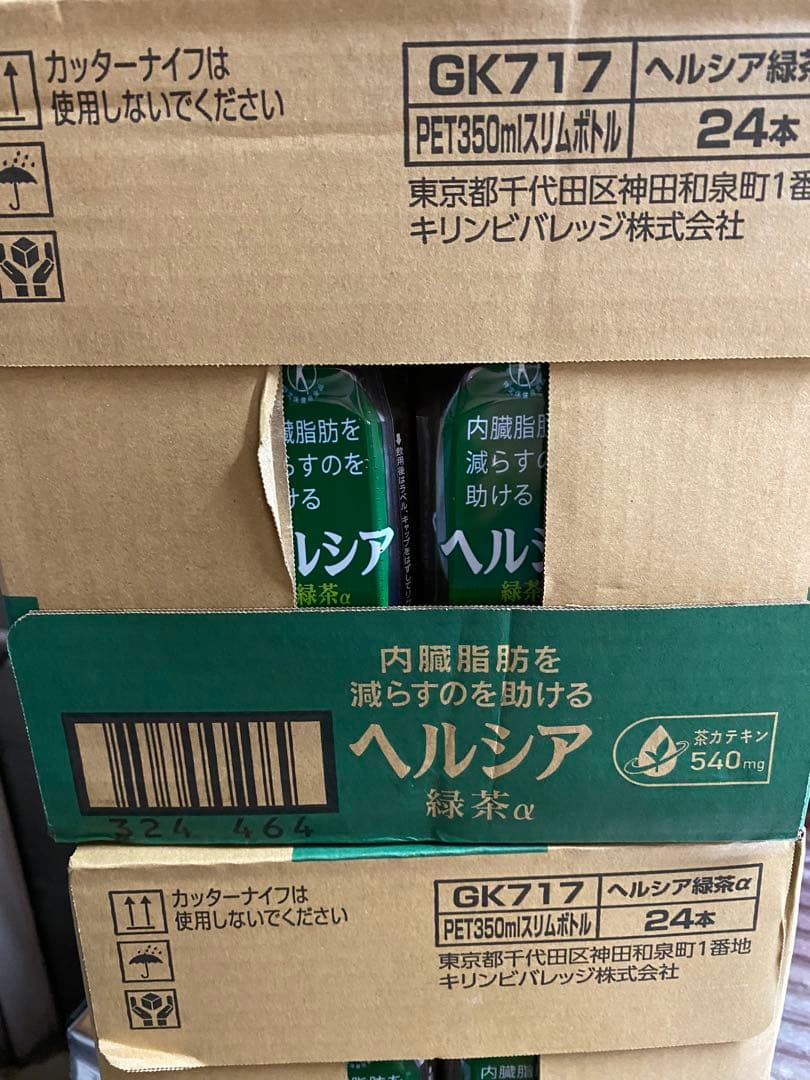 カッターナイフは
使用しないでください
GK717 ヘルシア緑茶
PET350mlスリムボトル 24本
東京都千代田区神田和泉町1番
キリンビバレッジ株式会社
臓脂肪を
らすのを
ける
ルシア
緑茶α
内臓脂肪
減らすの
助ける
ヘルシ
緑茶
内臓脂肪を
減らすのを助ける
ヘルシア
緑茶α
茶カテキン
540mg
324 464
カッターナイフは
使用しないでください
GK717 ヘルシア緑茶α
PET350mlスリムボトル 24本
東京都千代田区神田和泉町1番地
キリンビバレッジ株式会社
脂肪を
内臓脂